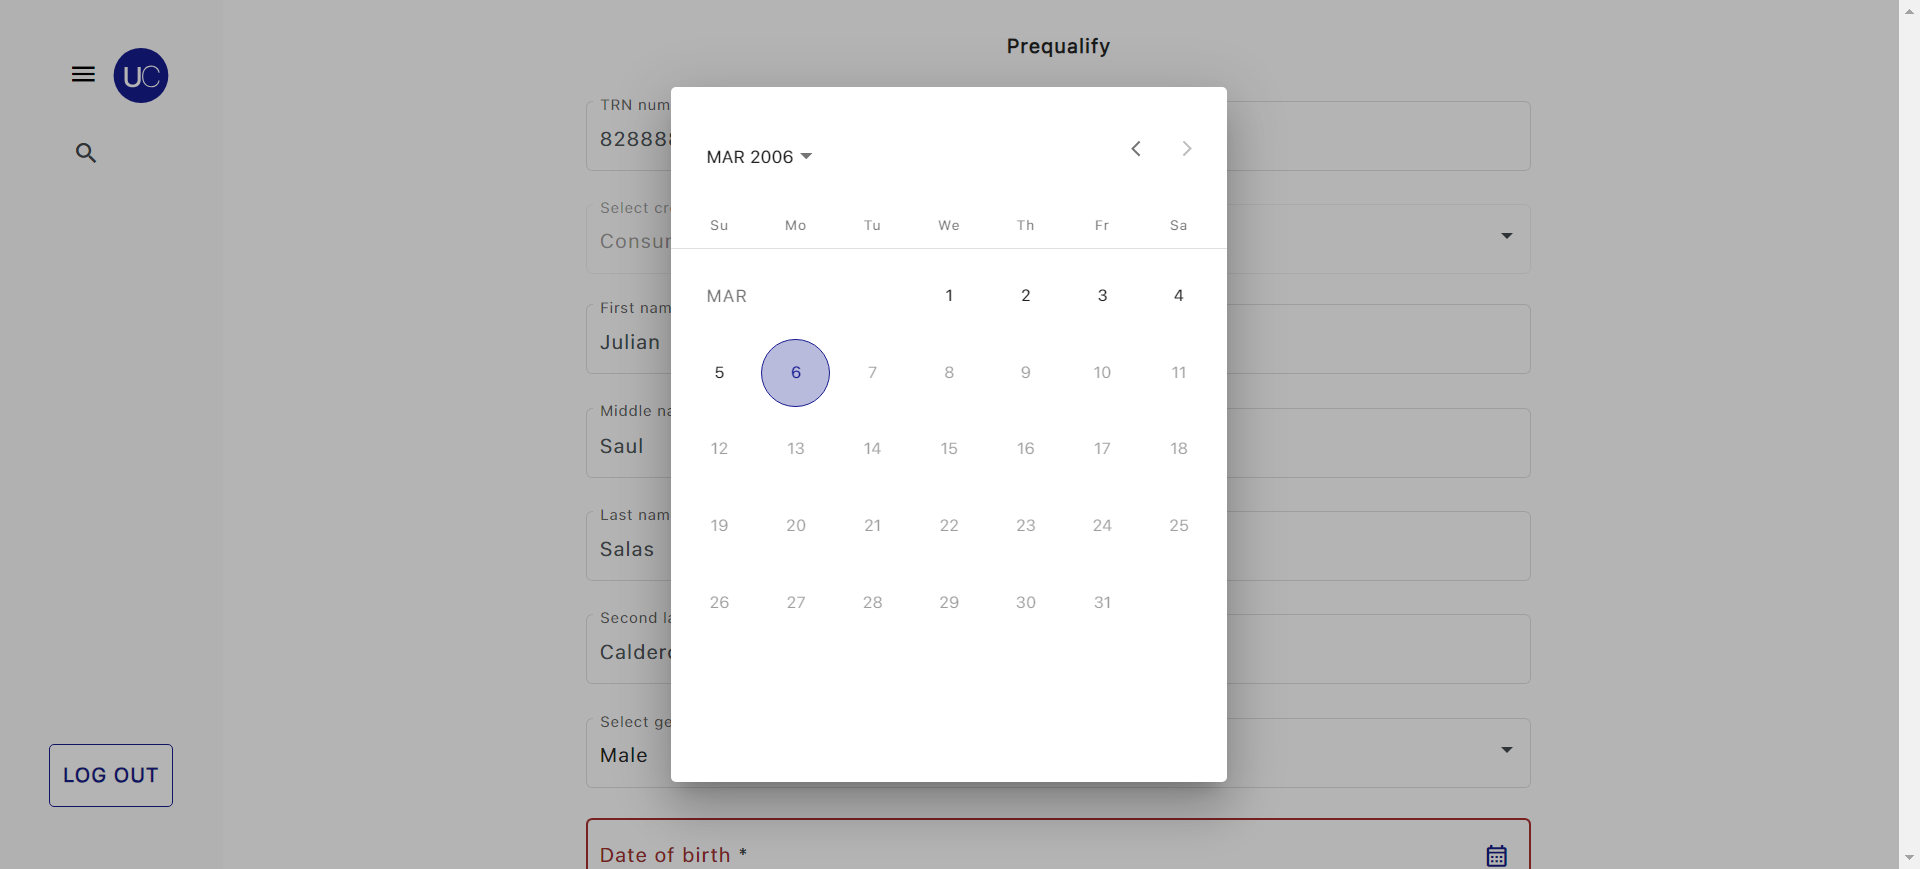 UC
LOG OUT
Prequalify
TRN num
82888
Select cr
Consur
First nam
Julian
Middle na
Saul
Last nam
Salas
Second la
Calder
Select ge
Male
Date of birth *
MAR 2006
Su Mo Tu We Th Fr Sa
MAR 1 2 3 4
5 6 7 8 9 10 11
12 13 14 15 16 17 18
19 20 21 22 23 24 25
26 27 28 29 30 31